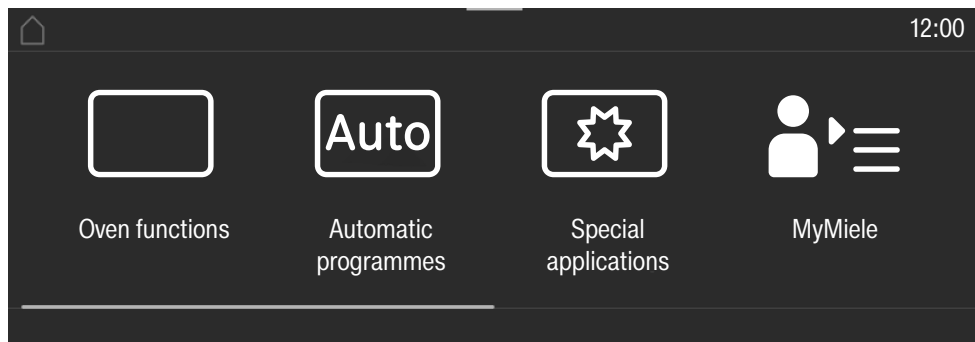 12:00
Auto
Oven functions
Automatic
programmes
Special
applications
MyMiele